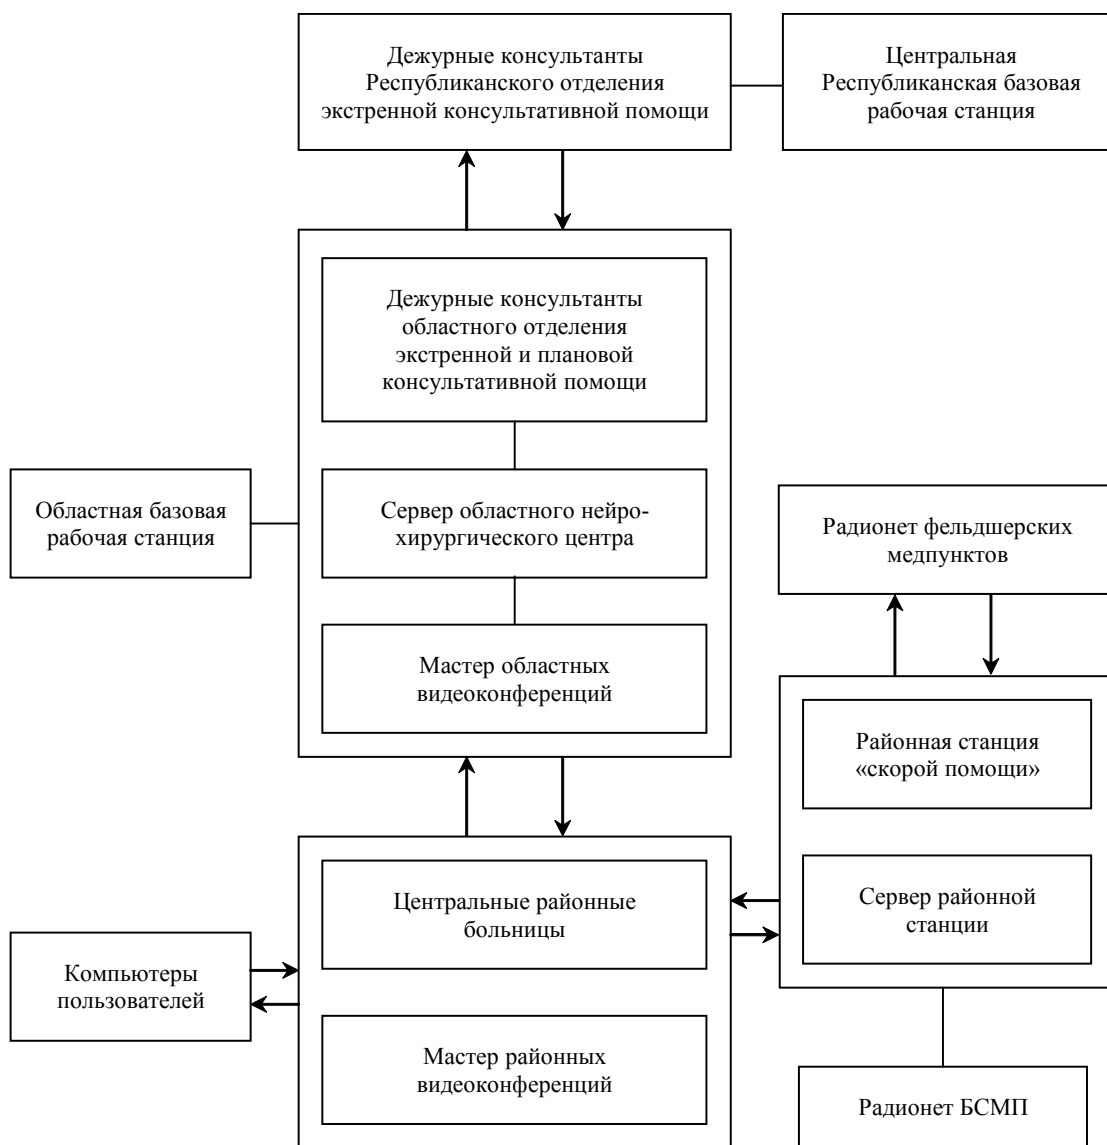 Дежурные консультанты
Республиканского отделения
экстренной консультативной помощи
Центральная
Республиканская базовая
рабочая станция
Дежурные консультанты
областного отделения
экстренной и плановой
консультативной помощи
Областная базовая
рабочая станция
Сервер областного нейро-
хирургического центра
Радионет фельдшерских
медпунктов
Мастер областных
видеоконференций
Районная станция
«скорой помощи»
Центральные районные
больницы
Сервер районной
станции
Компьютеры
пользователей
Мастер районных
видеоконференций
Радионет БСМП